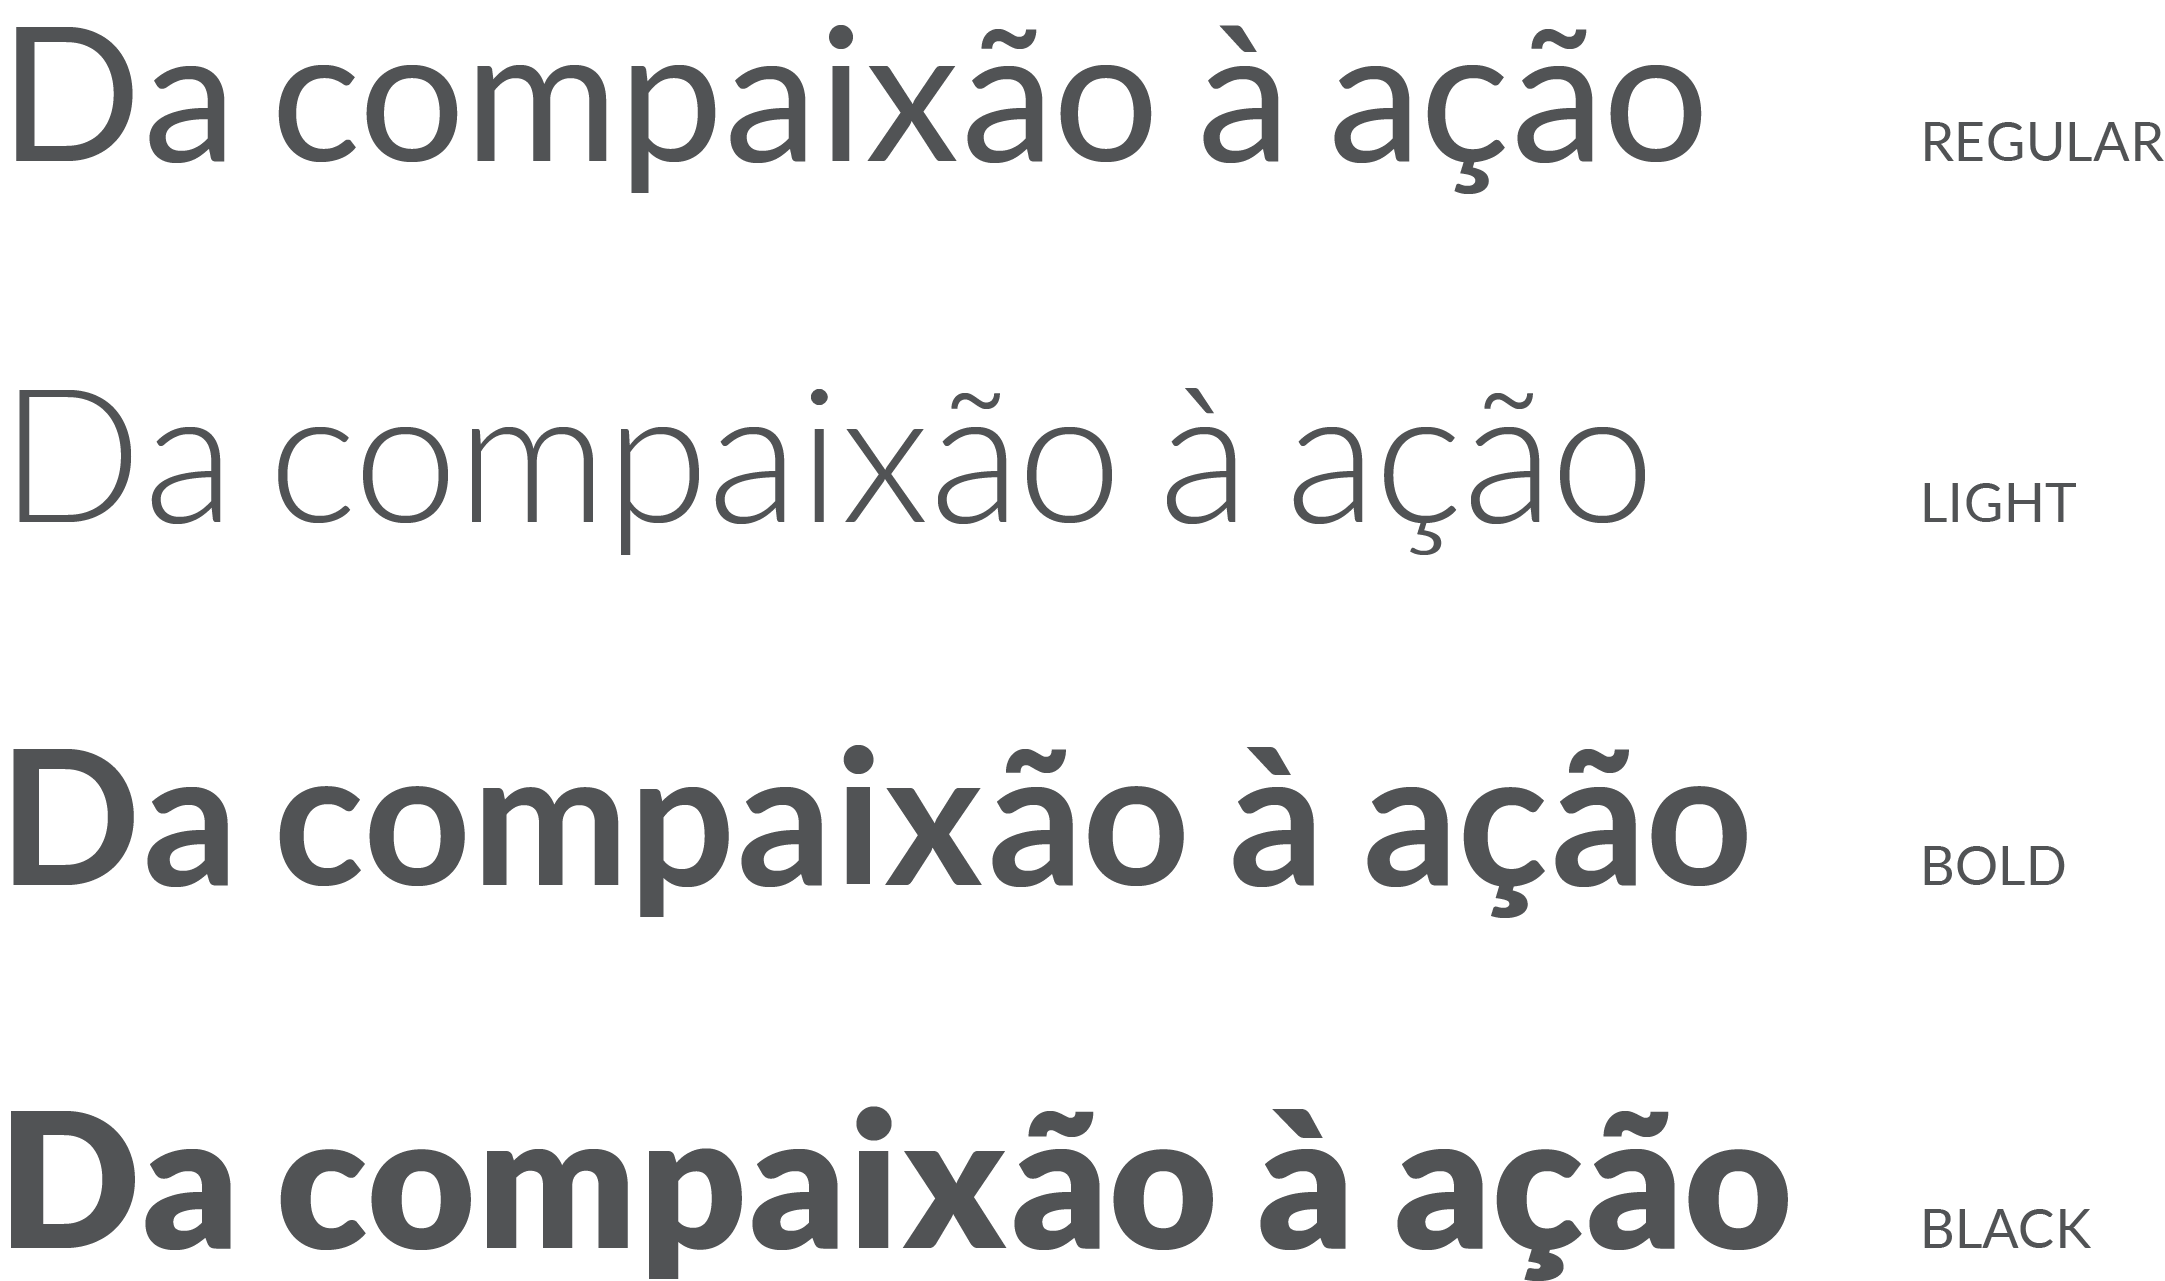 Da compaixão à ação REGULAR
Da compaixão à ação LIGHT
Da compaixão à ação BOLD
Da compaixão à ação BLACK